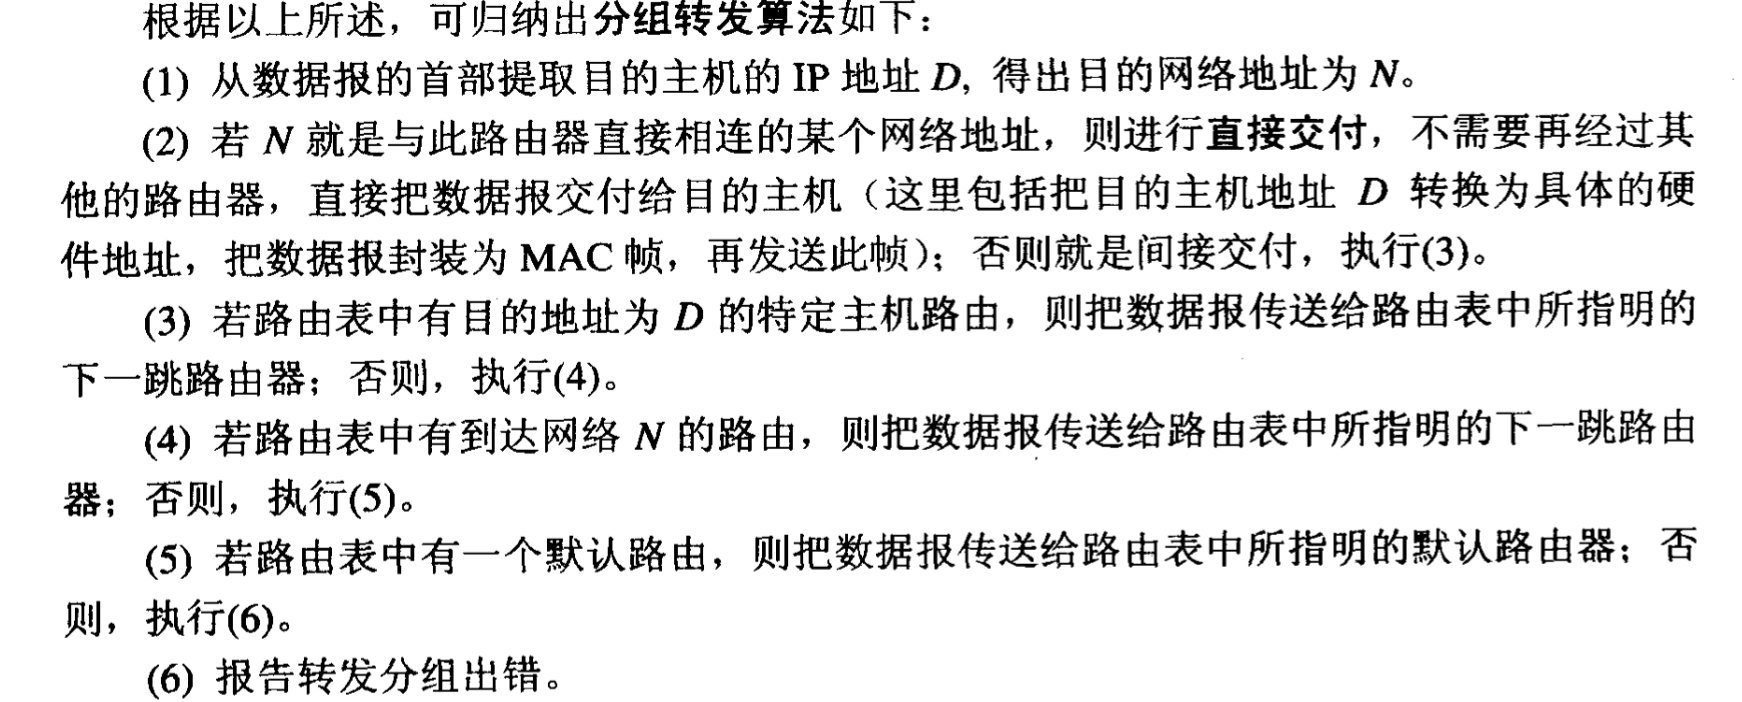 根据以上所述，可归纳出分组转发算法如下：
(1) 从数据报的首部提取目的主机的 IP 地址 D, 得出目的网络地址为 N。
(2) 若 N 就是与此路由器直接相连的某个网络地址，则进行直接交付，不需要再经过其
他的路由器，直接把数据报交付给目的主机（这里包括把目的主机地址 D 转换为具体的硬
件地址，把数据报封装为 MAC 帧，再发送此帧）；否则就是间接交付，执行(3)。
(3) 若路由表中有目的地址为 D 的特定主机路由，则把数据报传送给路由表中所指明的
下一跳路由器；否则，执行(4)。
(4) 若路由表中有到达网络 N 的路由，则把数据报传送给路由表中所指明的下一跳路由
器；否则，执行(5)。
(5) 若路由表中有一个默认路由，则把数据报传送给路由表中所指明的默认路由器；否
则，执行(6)。
(6) 报告转发分组出错。